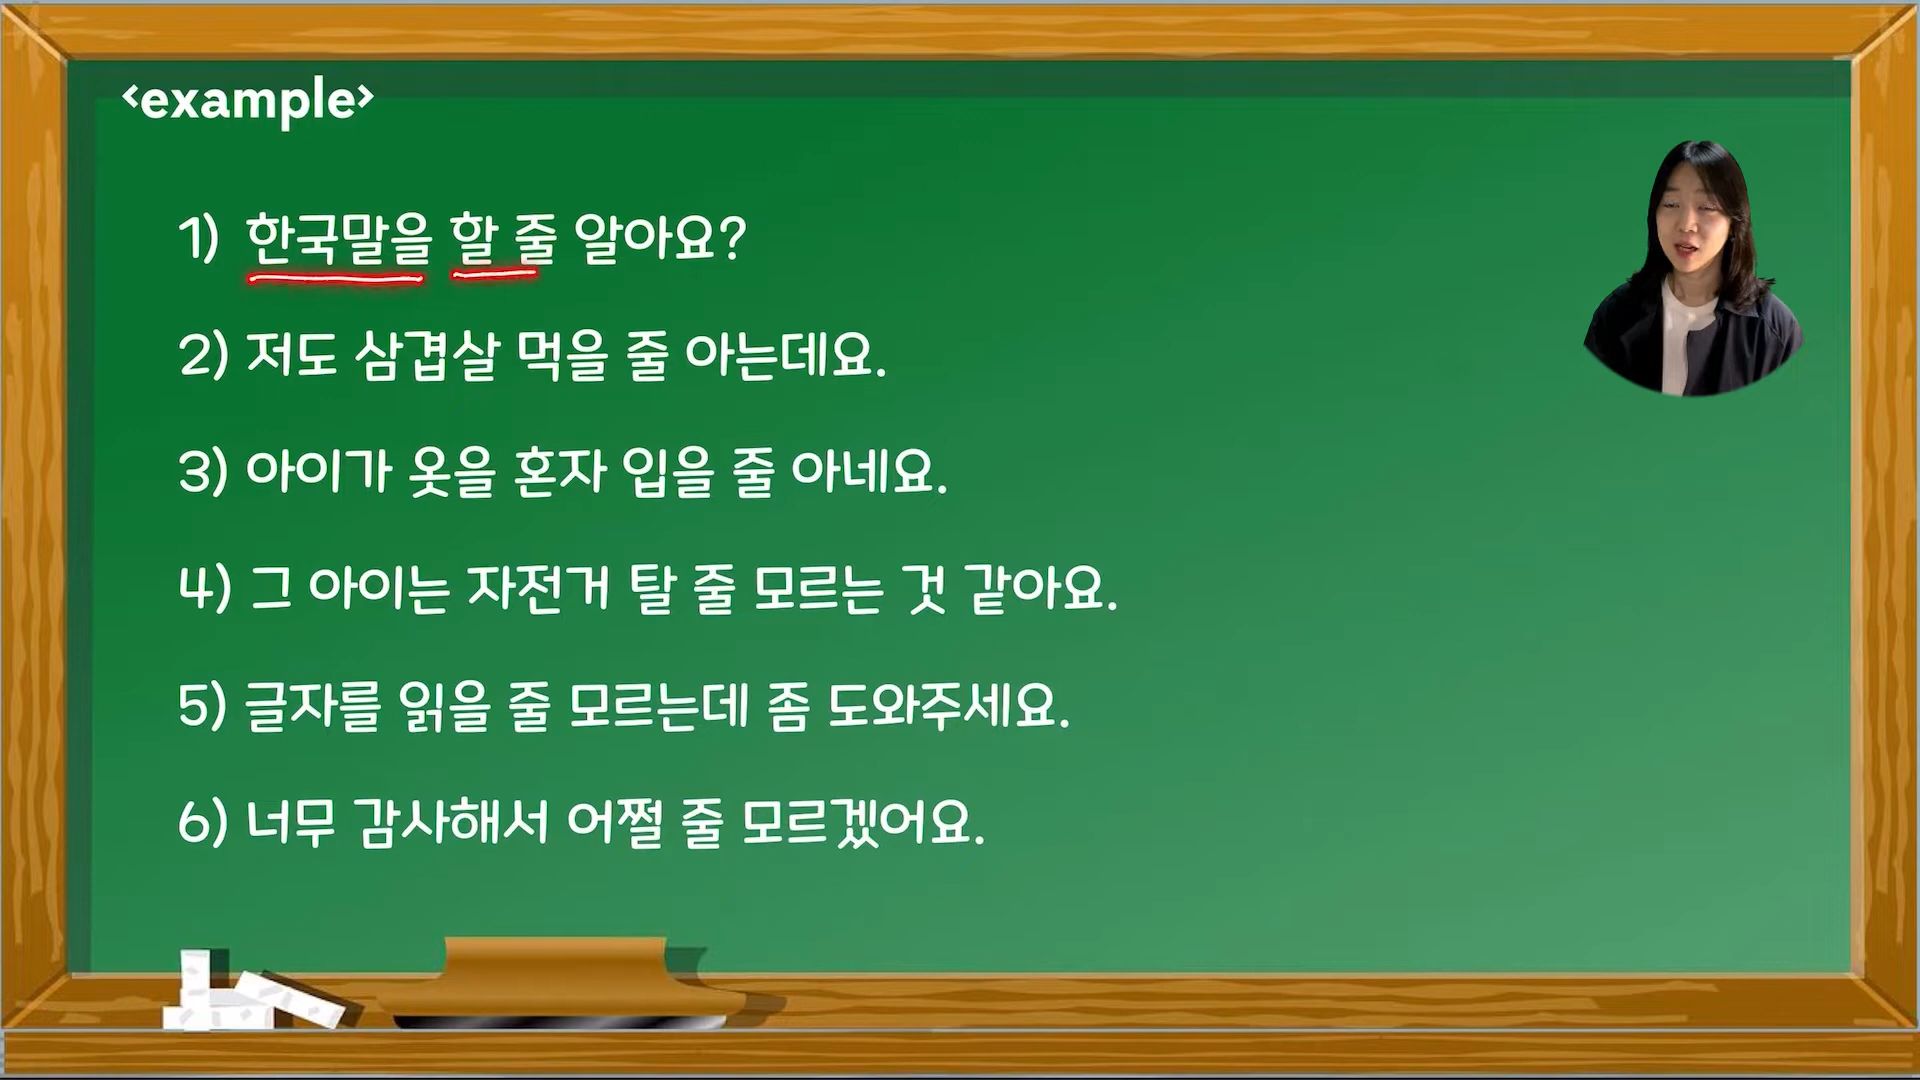 <example>
1) 한국말을 할 줄 알아요?
2) 저도 삼겹살 먹을 줄 아는데요.
3) 아이가 옷을 혼자 입을 줄 아네요.
4) 그 아이는 자전거 탈 줄 모르는 것 같아요.
5) 글자를 읽을 줄 모르는데 좀 도와주세요.
6) 너무 감사해서 어쩔 줄 모르겠어요.